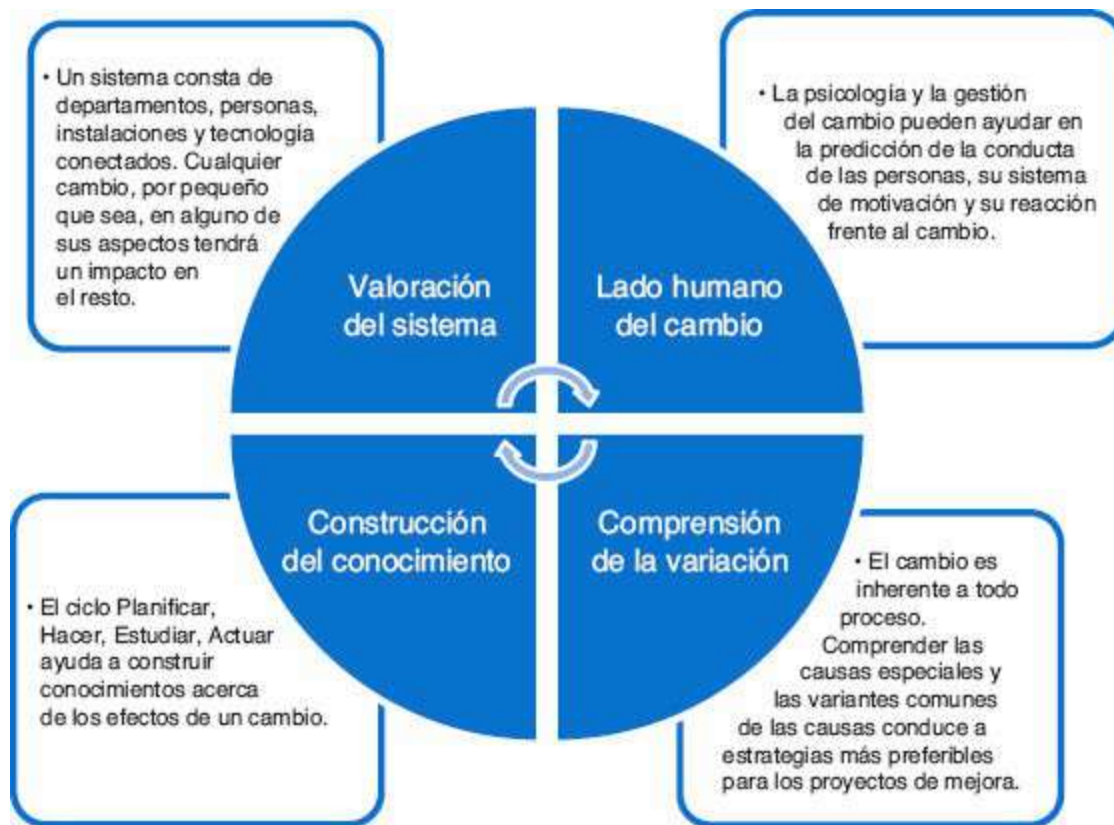 • Un sistema consta de
departamentos, personas,
instalaciones y tecnología
conectados. Cualquier
cambio, por pequeño
que sea, en alguno de
sus aspectos tendrá
un impacto en
el resto.
• La psicología y la gestión
del cambio pueden ayudar en
la predicción de la conducta
de las personas, su sistema
de motivación y su reacción
frente al cambio.
Valoración
del sistema
Lado humano
del cambio
Construcción
del conocimiento
Comprensión
de la variación
• El ciclo Planificar,
Hacer, Estudiar, Actuar
ayuda a construir
conocimientos acerca
de los efectos de un cambio.
• El cambio es
inherente a todo
proceso.
Comprender las
causas especiales y
las variantes comunes
de las causas conduce a
estrategias más preferibles
para los proyectos de mejora.